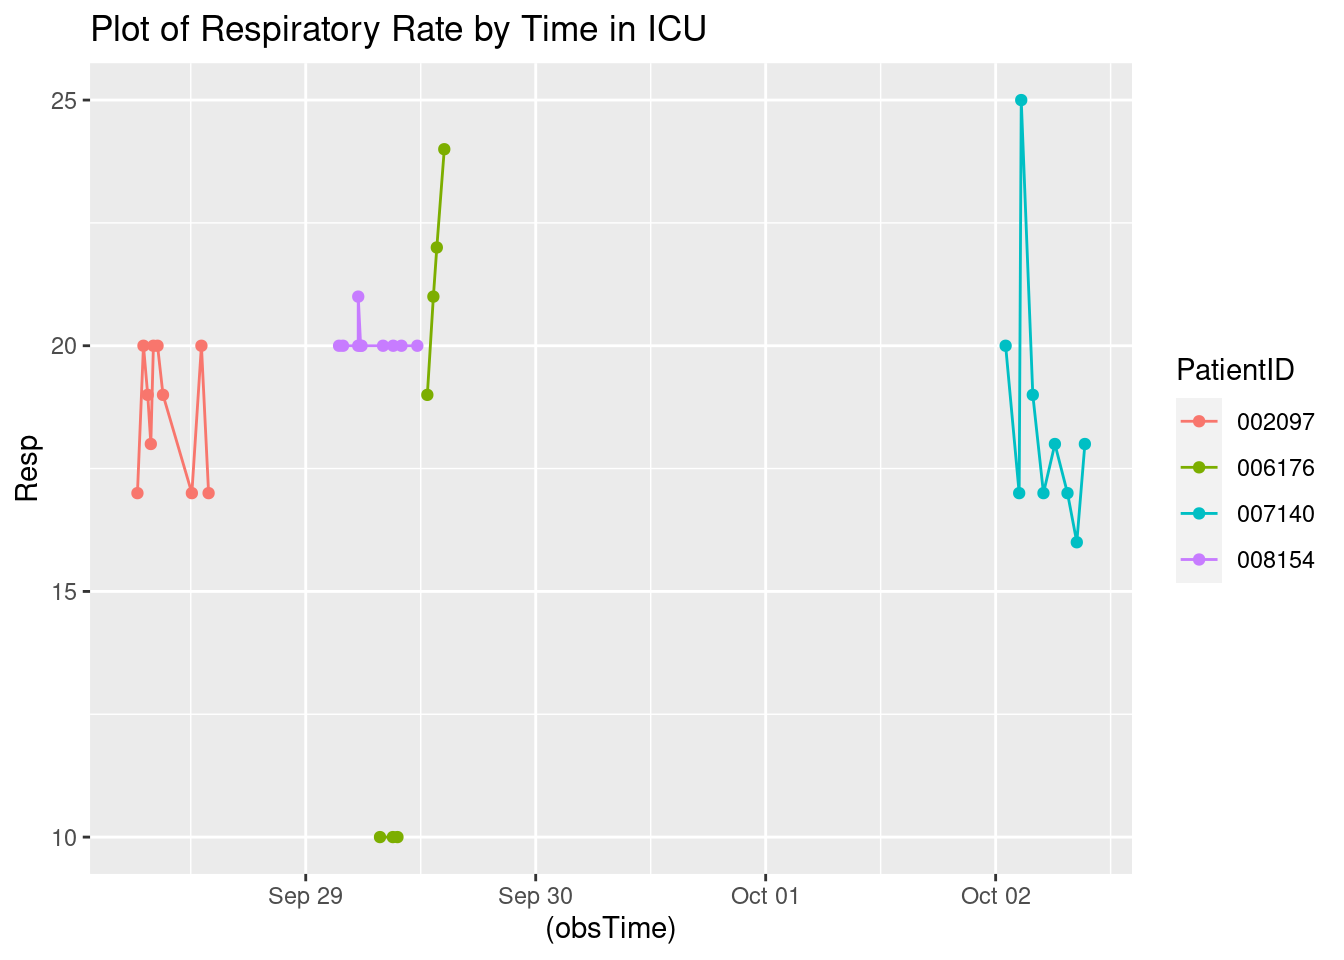 Plot of Respiratory Rate by Time in ICU
25
20
15
10
Resp
Sep 29
Sep 30
Oct 01
Oct 02
(obsTime)
PatientID
002097
006176
007140
008154